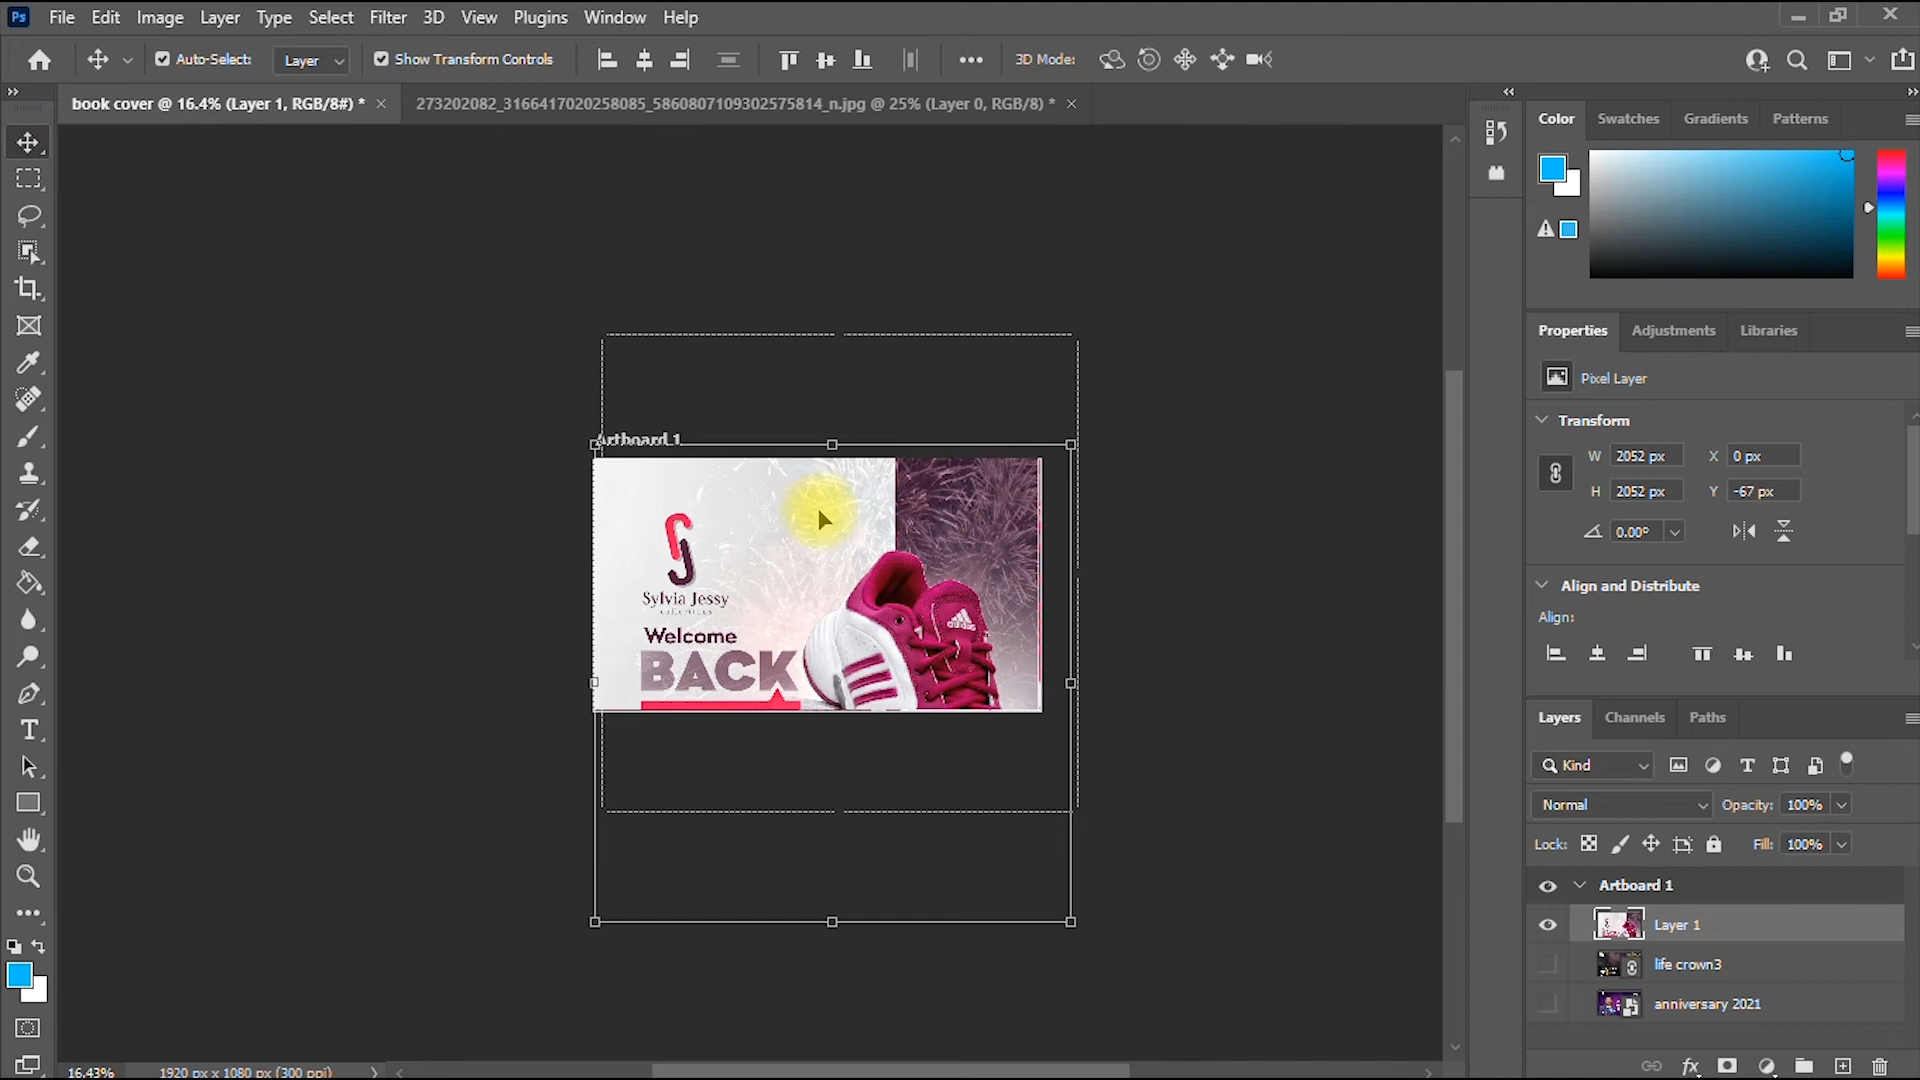 Ps File Edit Image Layer Type Select Filter 3D View Plugins Window Help
Auto-Select: Layer Show Transform Controls 3D Mode:
book cover @ 16.4% (Layer 1, RGB/8#) * 273202082_3166417020258085_5860807109302575814_n.jpg @ 25% (Layer 0, RGB/8) *
Color Swatches Gradients Patterns
Artboard 1
Sylvia Jessy
collections
Welcome
BACK
adidas
Properties Adjustments Libraries
Pixel Layer
Transform
W 2052 px X 0 px
H 2052 px Y -67 px
0.00°
Align and Distribute
Align:
Layers Channels Paths
Kind
Normal Opacity: 100%
Lock: Fill: 100%
Artboard 1
Layer 1
life crown3
anniversary 2021
16.43% 1920 px x 1080 px (300 ppi)